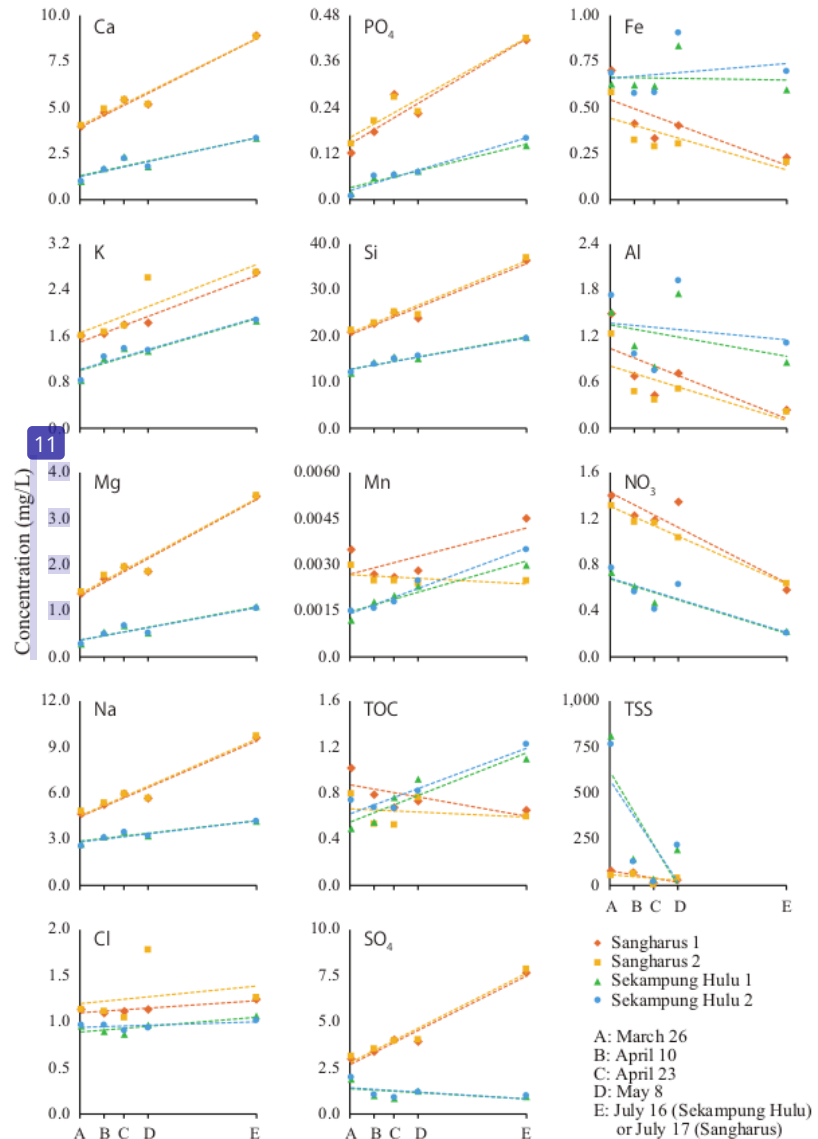 Ca
10.0
7.5
5.0
2.5
0.0
PO4
0.48
0.36
0.24
0.12
0.0
Fe
1.00
0.75
0.50
0.25
0.00
K
3.2
2.4
1.6
0.8
0.0
Si
40.0
30.0
20.0
10.0
0.0
Al
2.4
1.8
1.2
0.6
0.0
11
Concentration (mg/L)
Mg
4.0
3.0
2.0
1.0
0.0
Mn
0.0060
0.0045
0.0030
0.0015
0.0
NO3
1.6
1.2
0.8
0.4
0.0
Na
12.0
9.0
6.0
3.0
0.0
TOC
1.6
1.2
0.8
0.4
0.0
TSS
1,000
750
500
250
0
A B C D E
Cl
2.0
1.5
1.0
0.5
0.0
A B C D E
SO4
10.0
7.5
5.0
2.5
0.0
A B C D E
Sangharus 1
Sangharus 2
Sekampung Hulu 1
Sekampung Hulu 2
A: March 26
B: April 10
C: April 23
D: May 8
E: July 16 (Sekampung Hulu)
or July 17 (Sangharus)